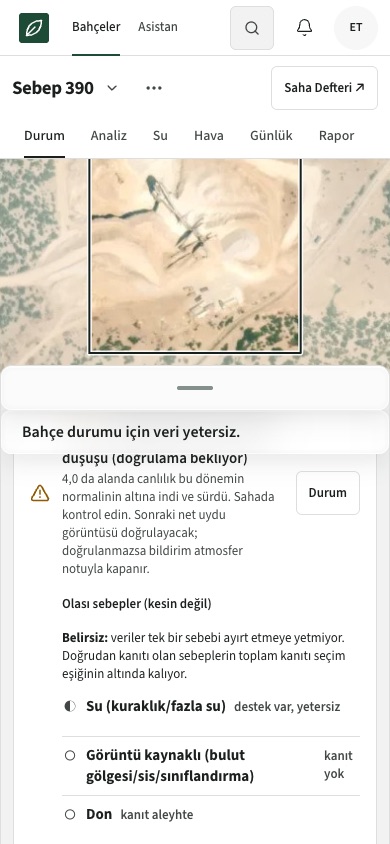 Bahçeler Asistan ET
Sebep 390 Saha Defteri
Durum Analiz Su Hava Günlük Rapor
Bahçe durumu için veri yetersiz.
düşüşü (doğrulama bekliyor)
4,0 da alanda canlılık bu dönemin
normalinin altına indi ve sürdü. Sahada
kontrol edin. Sonraki net uydu
görüntüsü doğrulayacak;
doğrulanmazsa bildirim atmosfer
notuyla kapanır.
Durum
Olası sebepler (kesin değil)
Belirsiz: veriler tek bir sebebi ayırt etmeye yetmiyor.
Doğrudan kanıtı olan sebeplerin toplam kanıtı seçim
eşiğinin altında kalıyor.
Su (kuraklık/fazla su) destek var, yetersiz
Görüntü kaynaklı (bulut
gölgesi/sis/sınıflandırma)
kanıt
yok
Don kanıt aleyhte